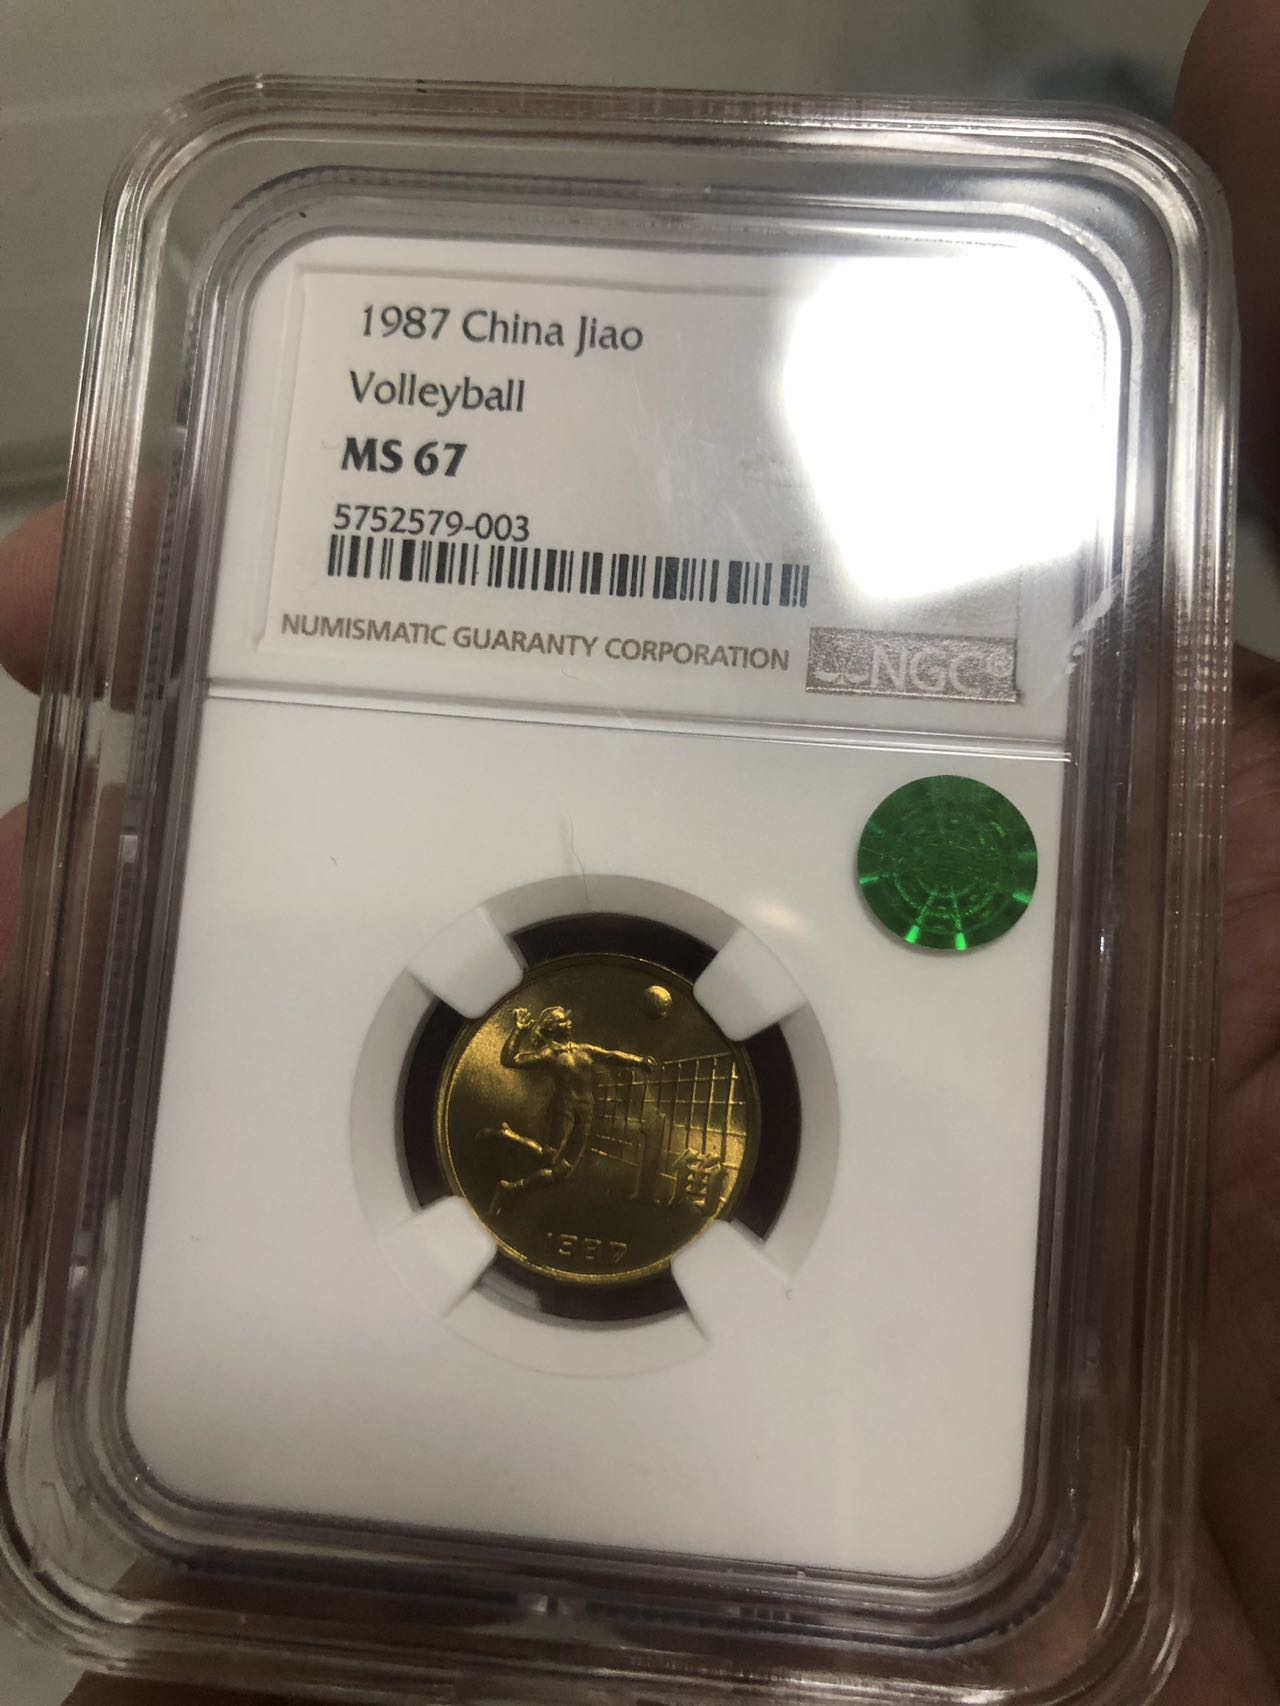 1987 China Jiao
Volleyball
MS 67
5752579-003
NUMISMATIC GUARANTY CORPORATION
NGC®
1角
1987